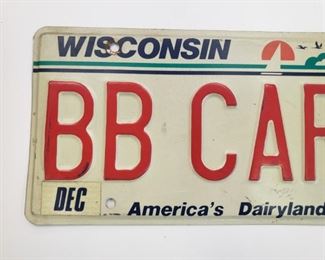 WISCONSIN
BB CAR
DEC
America's Dairyland